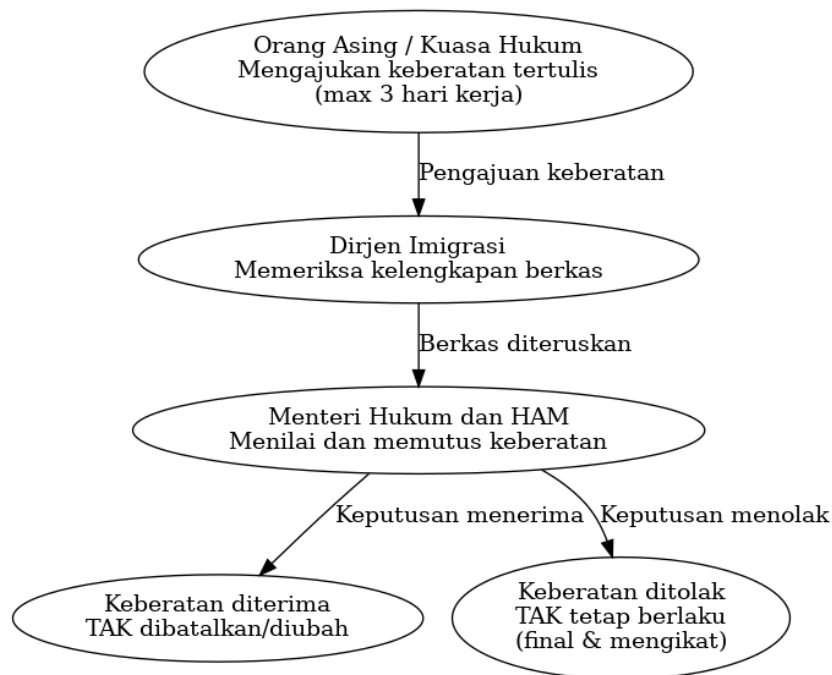 Orang Asing / Kuasa Hukum
Mengajukan keberatan tertulis
(max 3 hari kerja)
Pengajuan keberatan
Dirjen Imigrasi
Memeriksa kelengkapan berkas
Berkas diteruskan
Menteri Hukum dan HAM
Menilai dan memutus keberatan
Keputusan menerima
Keputusan menolak
Keberatan diterima
TAK dibatalkan/diubah
Keberatan ditolak
TAK tetap berlaku
(final & mengikat)